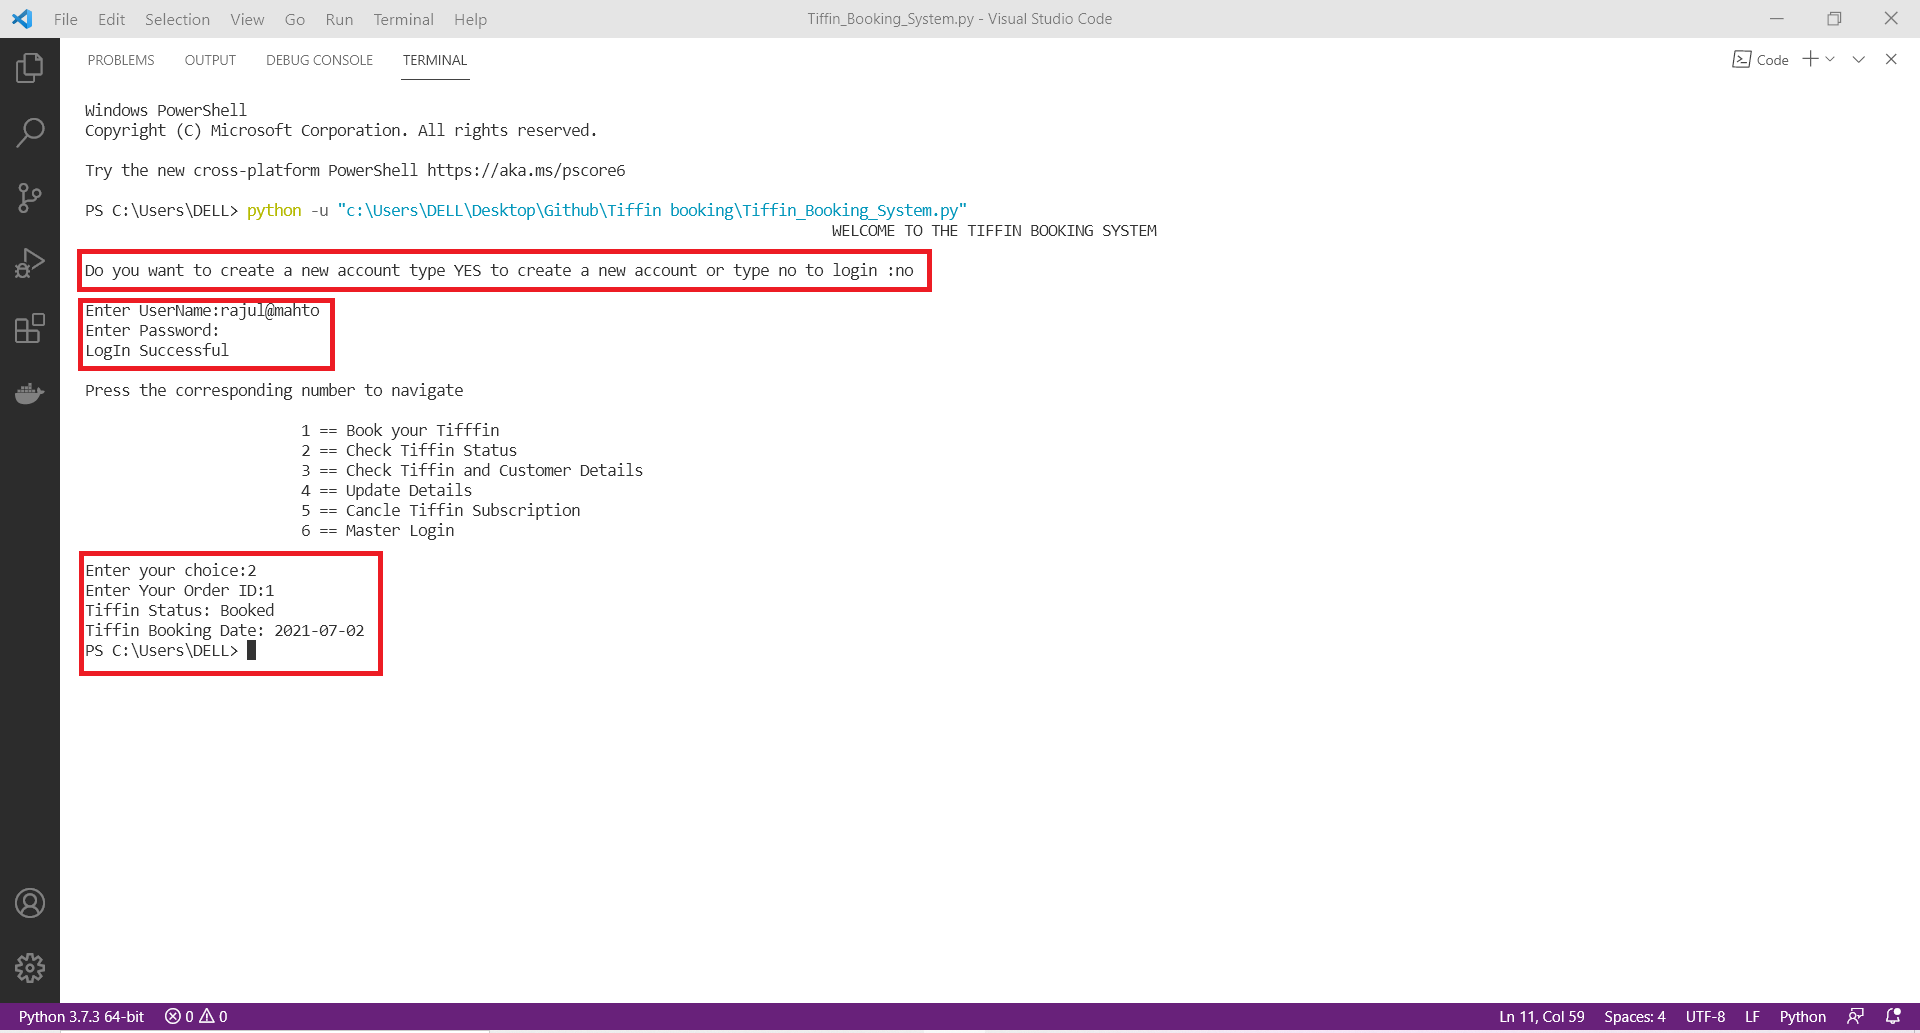 File Edit Selection View Go Run Terminal Help
Tiffin_Booking_System.py - Visual Studio Code
PROBLEMS OUTPUT DEBUG CONSOLE TERMINAL
Code
Windows PowerShell
Copyright (C) Microsoft Corporation. All rights reserved.
Try the new cross-platform PowerShell https://aka.ms/pscore6
PS C:\Users\DELL> python -u "c:\Users\DELL\Desktop\Github\Tiffin booking\Tiffin_Booking_System.py"
WELCOME TO THE TIFFIN BOOKING SYSTEM
Do you want to create a new account type YES to create a new account or type no to login :no
Enter UserName:rajul@mahto
Enter Password:
LogIn Successful
Press the corresponding number to navigate
1 == Book your Tifffin
2 == Check Tiffin Status
3 == Check Tiffin and Customer Details
4 == Update Details
5 == Cancle Tiffin Subscription
6 == Master Login
Enter your choice:2
Enter Your Order ID:1
Tiffin Status: Booked
Tiffin Booking Date: 2021-07-02
PS C:\Users\DELL>
Python 3.7.3 64-bit 0 0
Ln 11, Col 59 Spaces: 4 UTF-8 LF Python